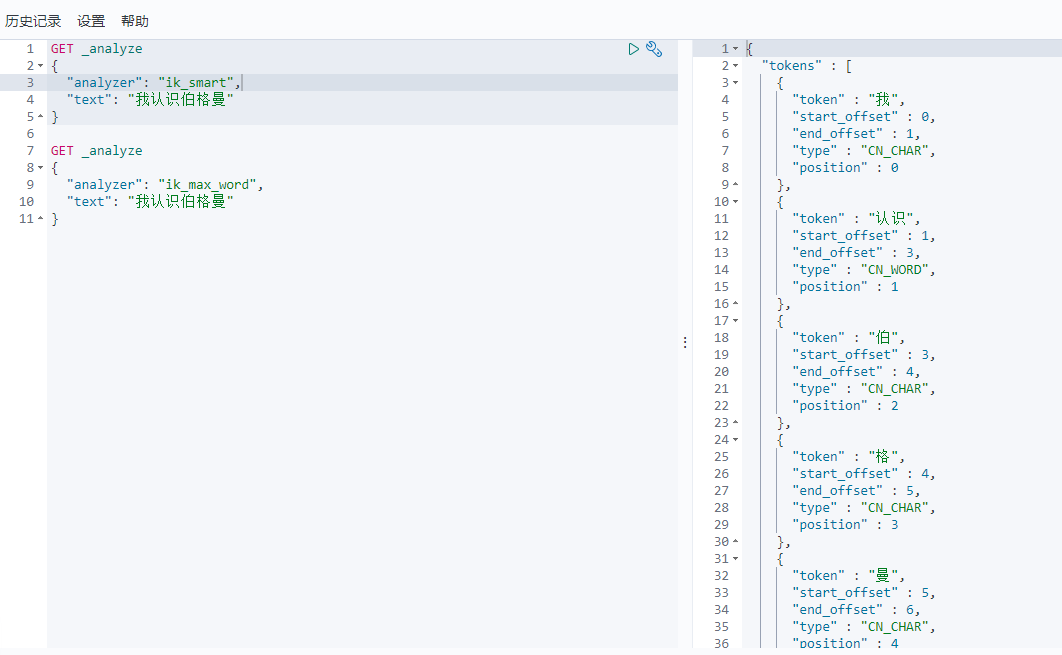 历史记录 设置 帮助
1 GET _analyze
2 {
3 "analyzer": "ik_smart",
4 "text": "我认识伯格曼"
5 }
6
7 GET _analyze
8 {
9 "analyzer": "ik_max_word",
10 "text": "我认识伯格曼"
11 }
1 {
2 "tokens" : [
3 {
4 "token" : "我",
5 "start_offset" : 0,
6 "end_offset" : 1,
7 "type" : "CN_CHAR",
8 "position" : 0
9 },
10 {
11 "token" : "认识",
12 "start_offset" : 1,
13 "end_offset" : 3,
14 "type" : "CN_WORD",
15 "position" : 1
16 },
17 {
18 "token" : "伯",
19 "start_offset" : 3,
20 "end_offset" : 4,
21 "type" : "CN_CHAR",
22 "position" : 2
23 },
24 {
25 "token" : "格",
26 "start_offset" : 4,
27 "end_offset" : 5,
28 "type" : "CN_CHAR",
29 "position" : 3
30 },
31 {
32 "token" : "曼",
33 "start_offset" : 5,
34 "end_offset" : 6,
35 "type" : "CN_CHAR",
36 "position" : 4